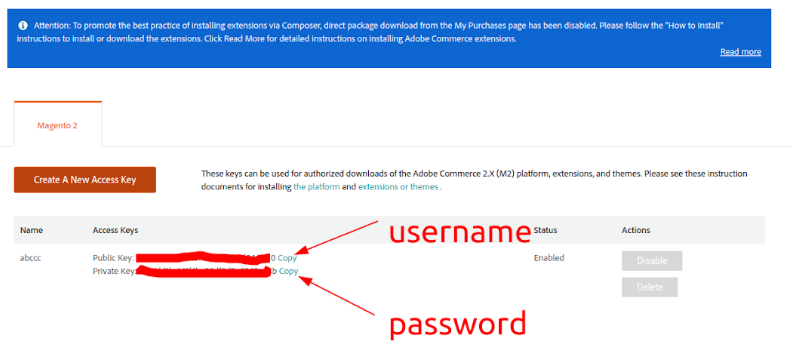 Attention: To promote the best practice of installing extensions via Composer, direct package download from the My Purchases page has been disabled. Please follow the "How to Install"
instructions to install or download the extensions. Click Read More for detailed instructions on installing Adobe Commerce extensions.
Read more
Magento 2
Create A New Access Key
These keys can be used for authorized downloads of the Adobe Commerce 2.X (M2) platform, extensions, and themes. Please see these instruction
documents for installing the platform and extensions or themes .
Name Access Keys username Status Actions
abccc Public Key: 0 Copy Enabled Disable
Private Key: b Copy
Delete
password